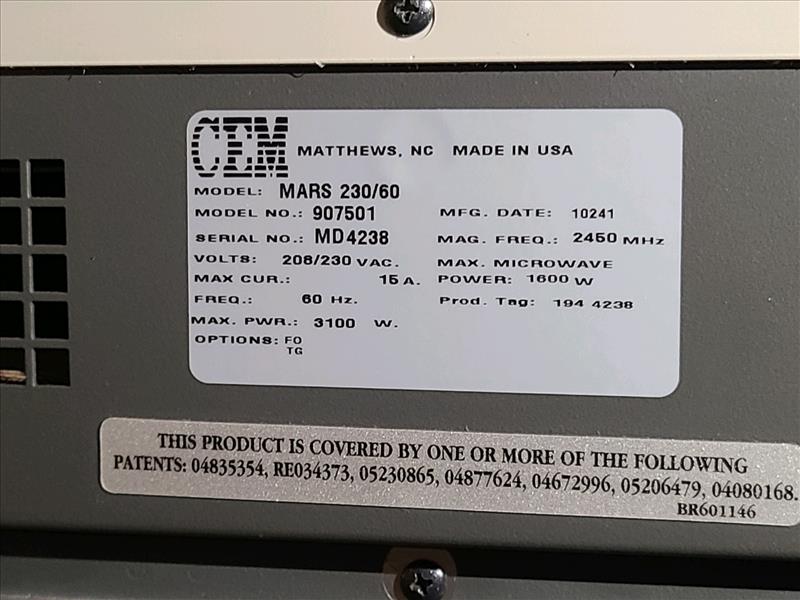 CEM MATTHEWS, NC MADE IN USA
MODEL: MARS 230/60
MODEL NO.: 907501 MFG. DATE: 10241
SERIAL NO.: MD4238 MAG. FREQ.: 2450 MHz
VOLTS: 208/230 VAC. MAX. MICROWAVE
MAX CUR.: 15 A. POWER: 1600 W
FREQ.: 60 Hz. Prod. Tag: 194 4238
MAX. PWR.: 3100 W.
OPTIONS: FO
TG
THIS PRODUCT IS COVERED BY ONE OR MORE OF THE FOLLOWING
PATENTS: 04835354, RE034373, 05230865, 04877624, 04672996, 05206479, 04080168.
BR601146